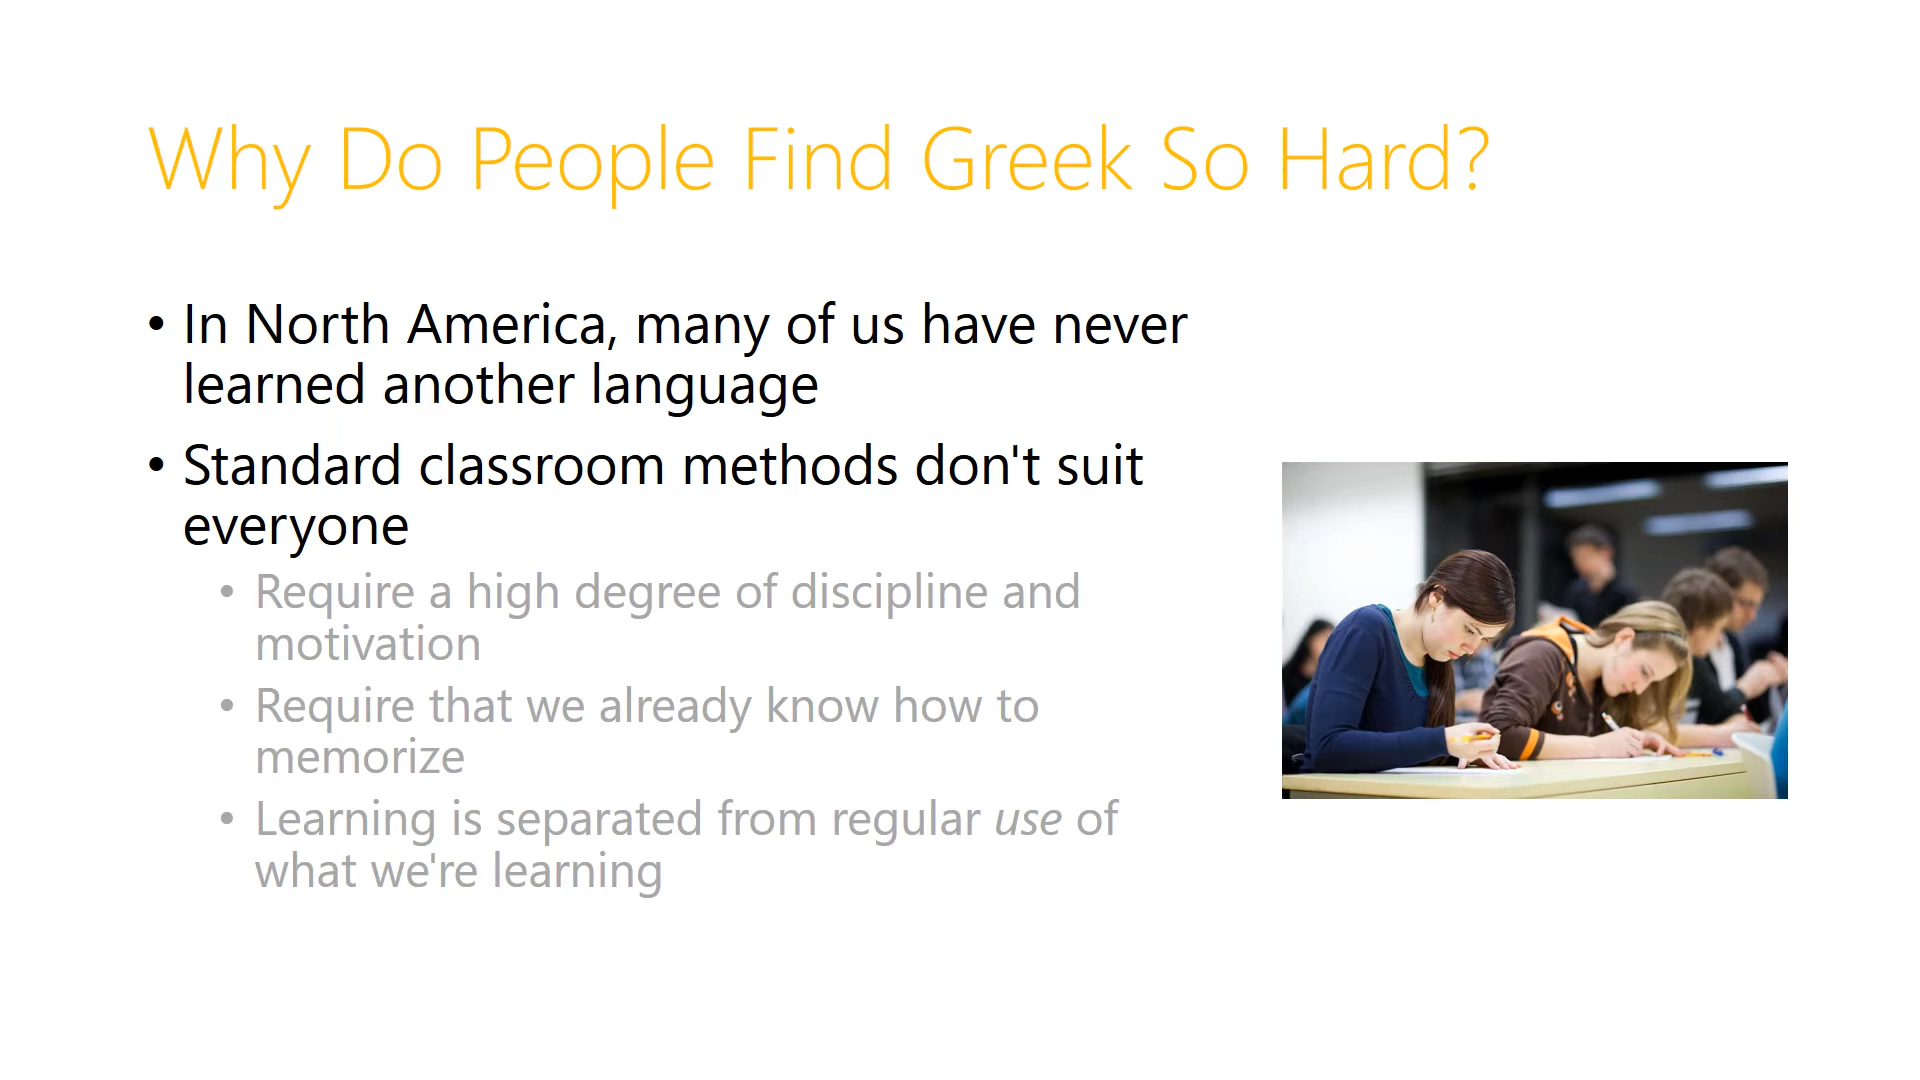 Why Do People Find Greek So Hard?
• In North America, many of us have never
learned another language
• Standard classroom methods don't suit
everyone
• Require a high degree of discipline and
motivation
• Require that we already know how to
memorize
• Learning is separated from regular use of
what we're learning